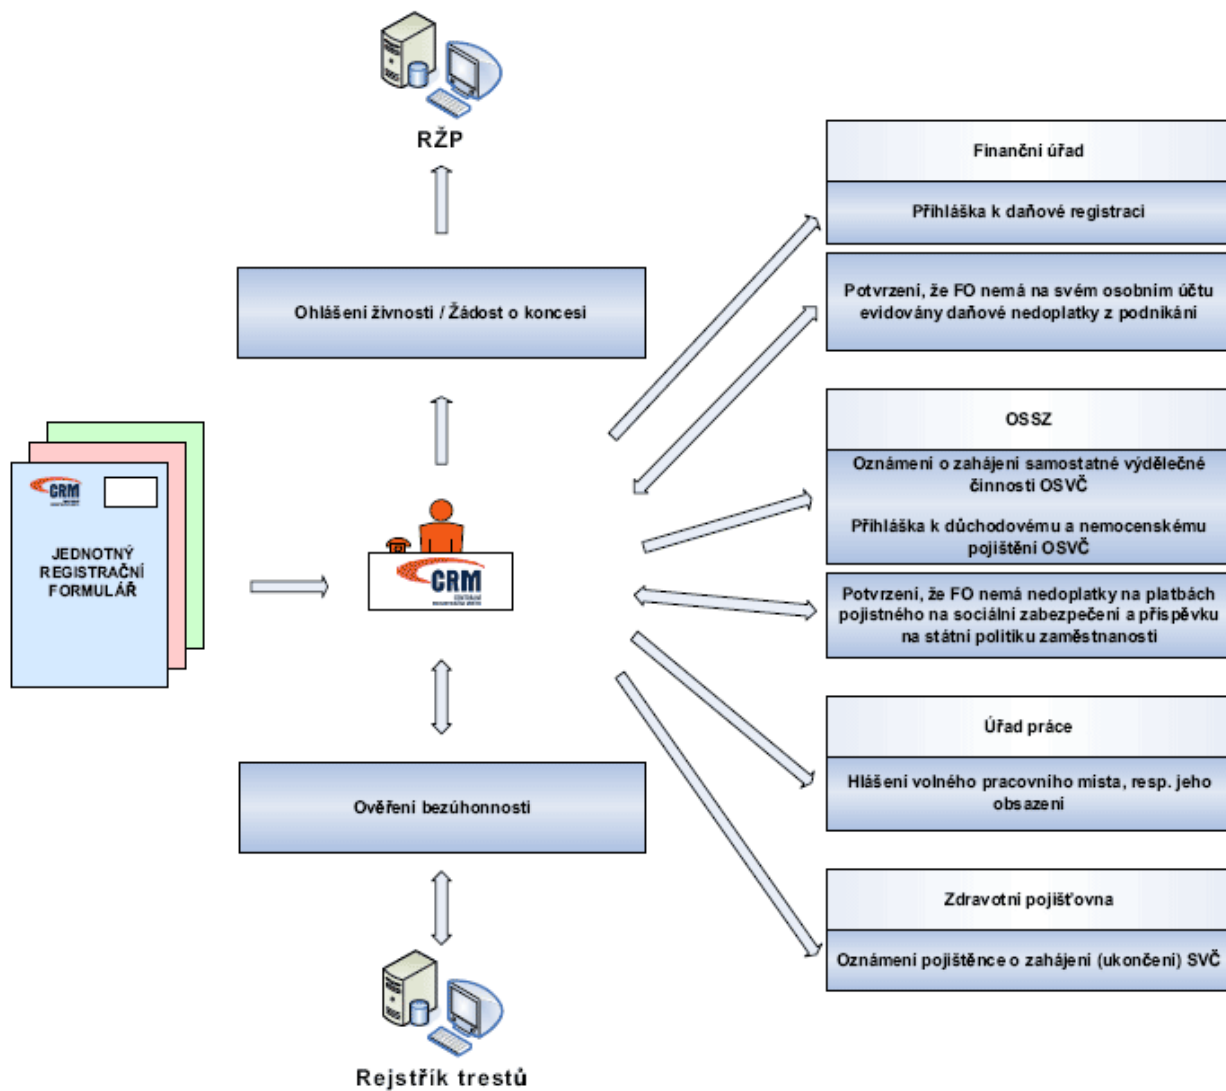 RŽP
Ohlášení živnosti / Žádost o koncesi
CRM
JEDNOTNÝ
REGISTRAČNÍ
FORMULÁŘ
CRM
CENTRÁLNÍ
REGISTRAČNÍ MÍSTO
Ověření bezúhonnosti
Rejstřík trestů
Finanční úřad
Přihláška k daňové registraci
Potvrzení, že FO nemá na svém osobním účtu
evidovány daňové nedoplatky z podnikání
OSSZ
Oznámení o zahájení samostatné výdělečné
činnosti OSVČ
Přihláška k důchodovému a nemocenskému
pojištění OSVČ
Potvrzení, že FO nemá nedoplatky na platbách
pojistného na sociální zabezpečení a příspěvku
na státní politiku zaměstnanosti
Úřad práce
Hlášení volného pracovního místa, resp. jeho
obsazení
Zdravotní pojišťovna
Oznámení pojištěnce o zahájení (ukončení) SVČ